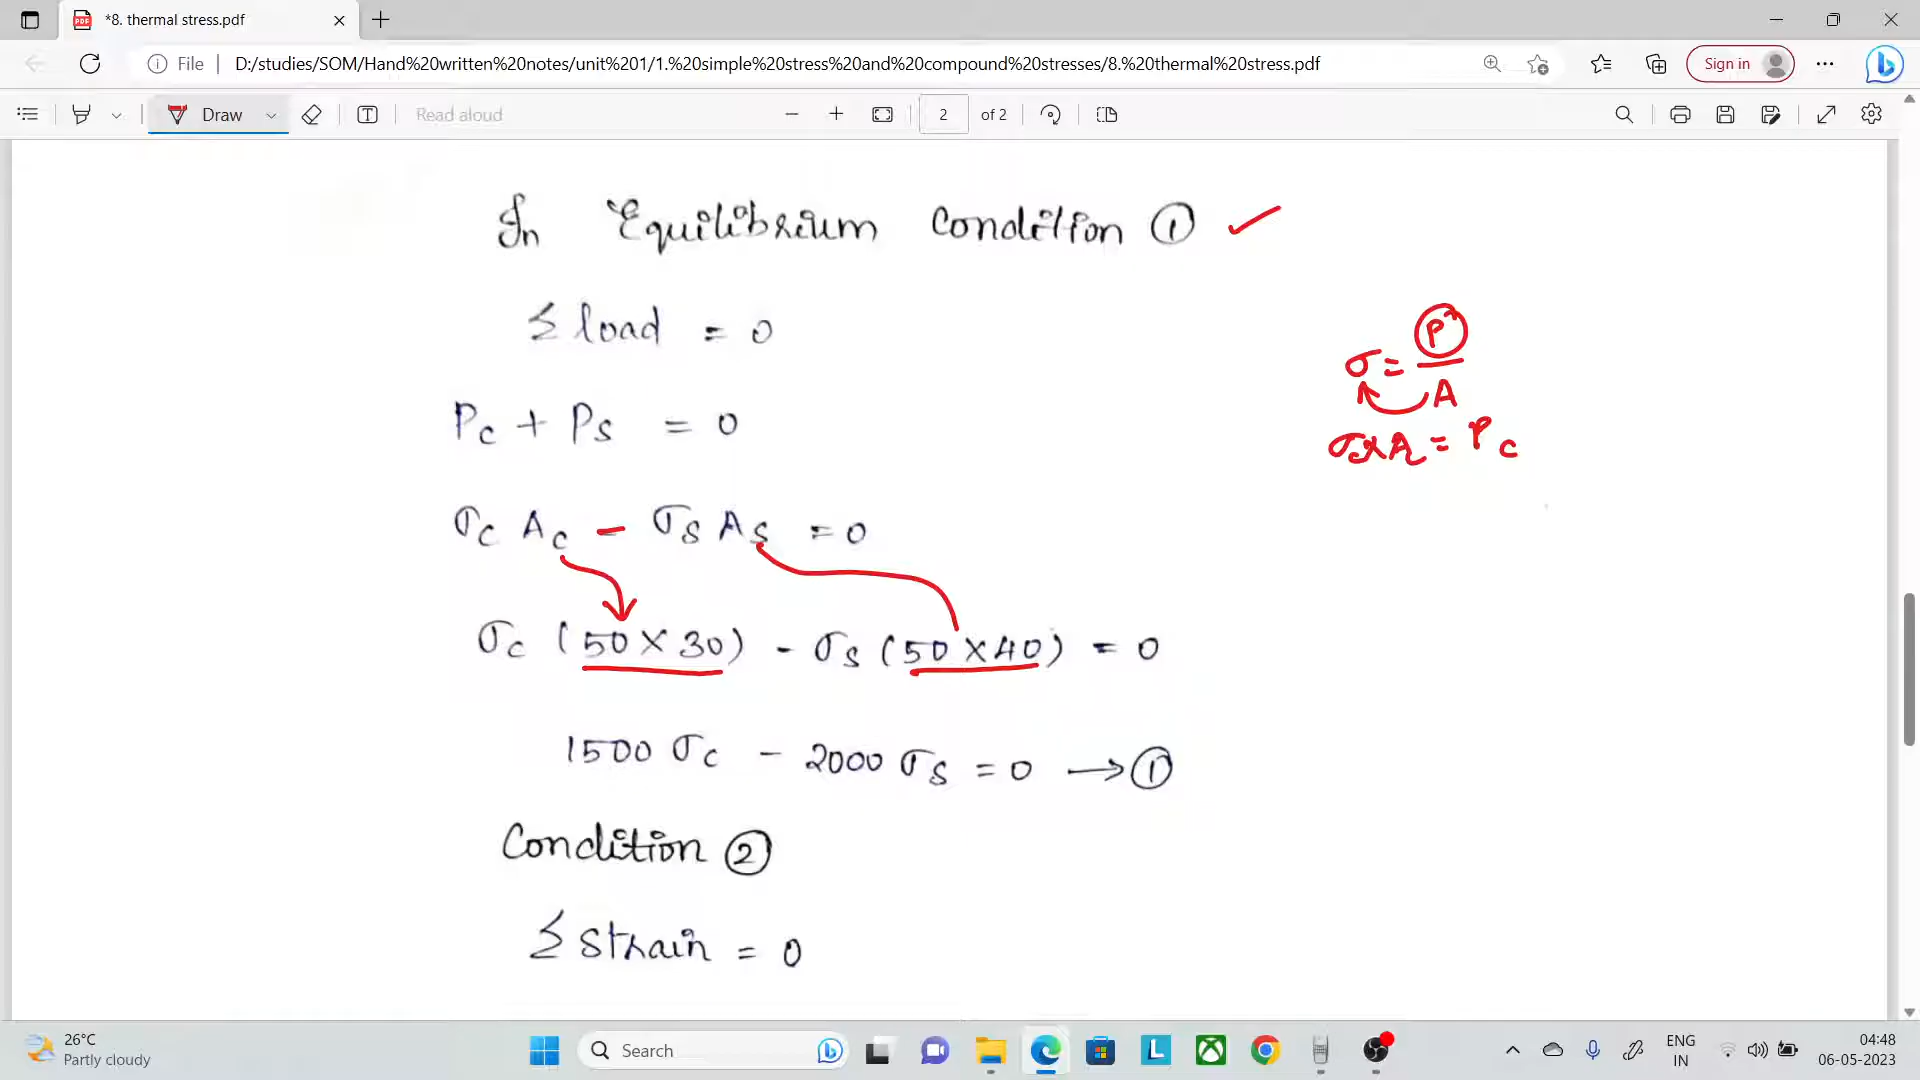 *8. thermal stress.pdf
File
D:/studies/SOM/Hand%20written%20notes/unit%201/1.%20simple%20stress%20and%20compound%20stresses/8.%20thermal%20stress.pdf
Sign in
Draw
Read aloud
2
of 2
In Equilibrium Condition ①
Σ load = 0
σ = P/A
Pc + Ps = 0
σc × Ac = Pc
σc Ac - σs As = 0
σc (50 × 30) - σs (50 × 40) = 0
1500 σc - 2000 σs = 0 → ①
Condition ②
Σ Strain = 0
26°C
Partly cloudy
Search
ENG
IN
04:48
06-05-2023